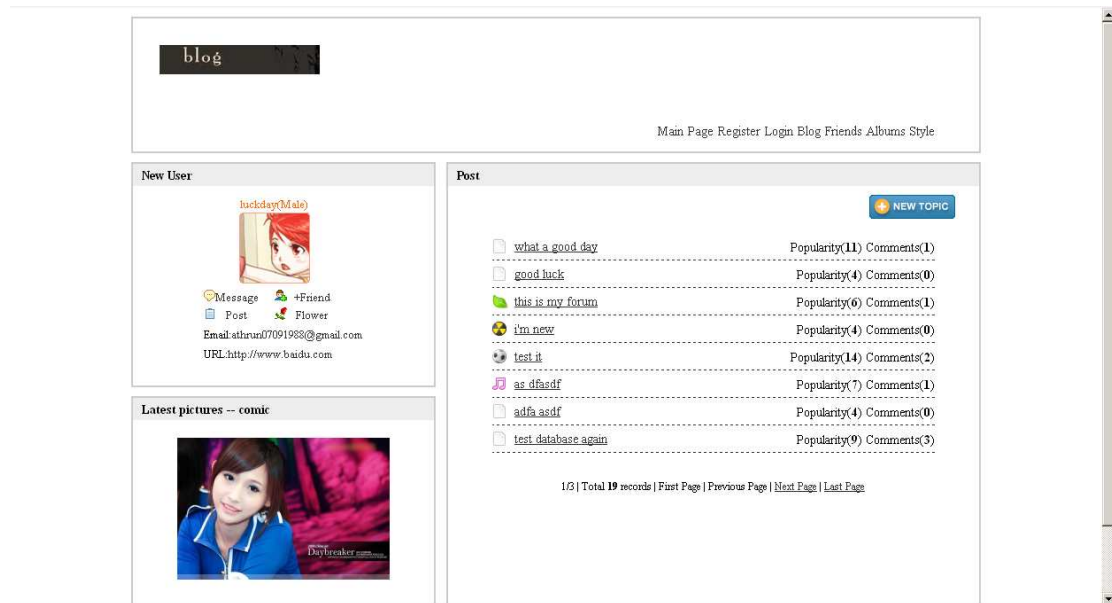 blog
Main Page Register Login Blog Friends Albums Style
New User
luckday(Male)
Message +Friend
Post Flower
Email:athrun07091988@gmail.com
URL:http://www.baidu.com
Latest pictures -- comic
Daybreaker
Post
NEW TOPIC
what a good day Popularity(11) Comments(1)
good luck Popularity(4) Comments(0)
this is my forum Popularity(6) Comments(1)
i'm new Popularity(4) Comments(0)
test it Popularity(14) Comments(2)
as dfasdf Popularity(7) Comments(1)
adfa asdf Popularity(4) Comments(0)
test database again Popularity(9) Comments(3)
1/3 | Total 19 records | First Page | Previous Page | Next Page | Last Page